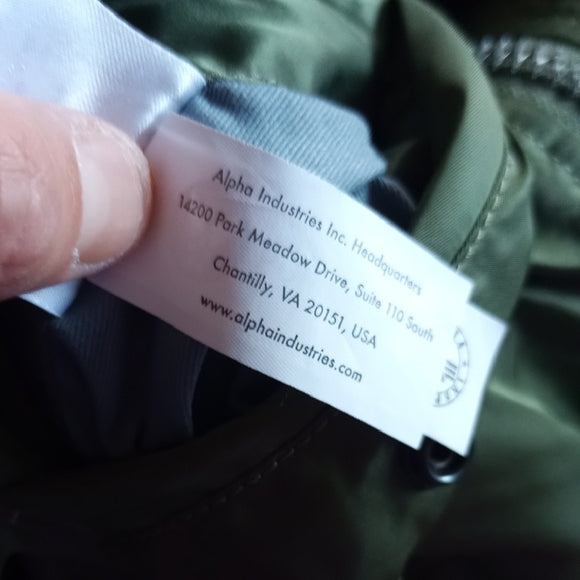 Alpha Industries Inc. Headquarters
14200 Park Meadow Drive, Suite 110 South
Chantilly, VA 20151, USA
www.alphaindustries.com